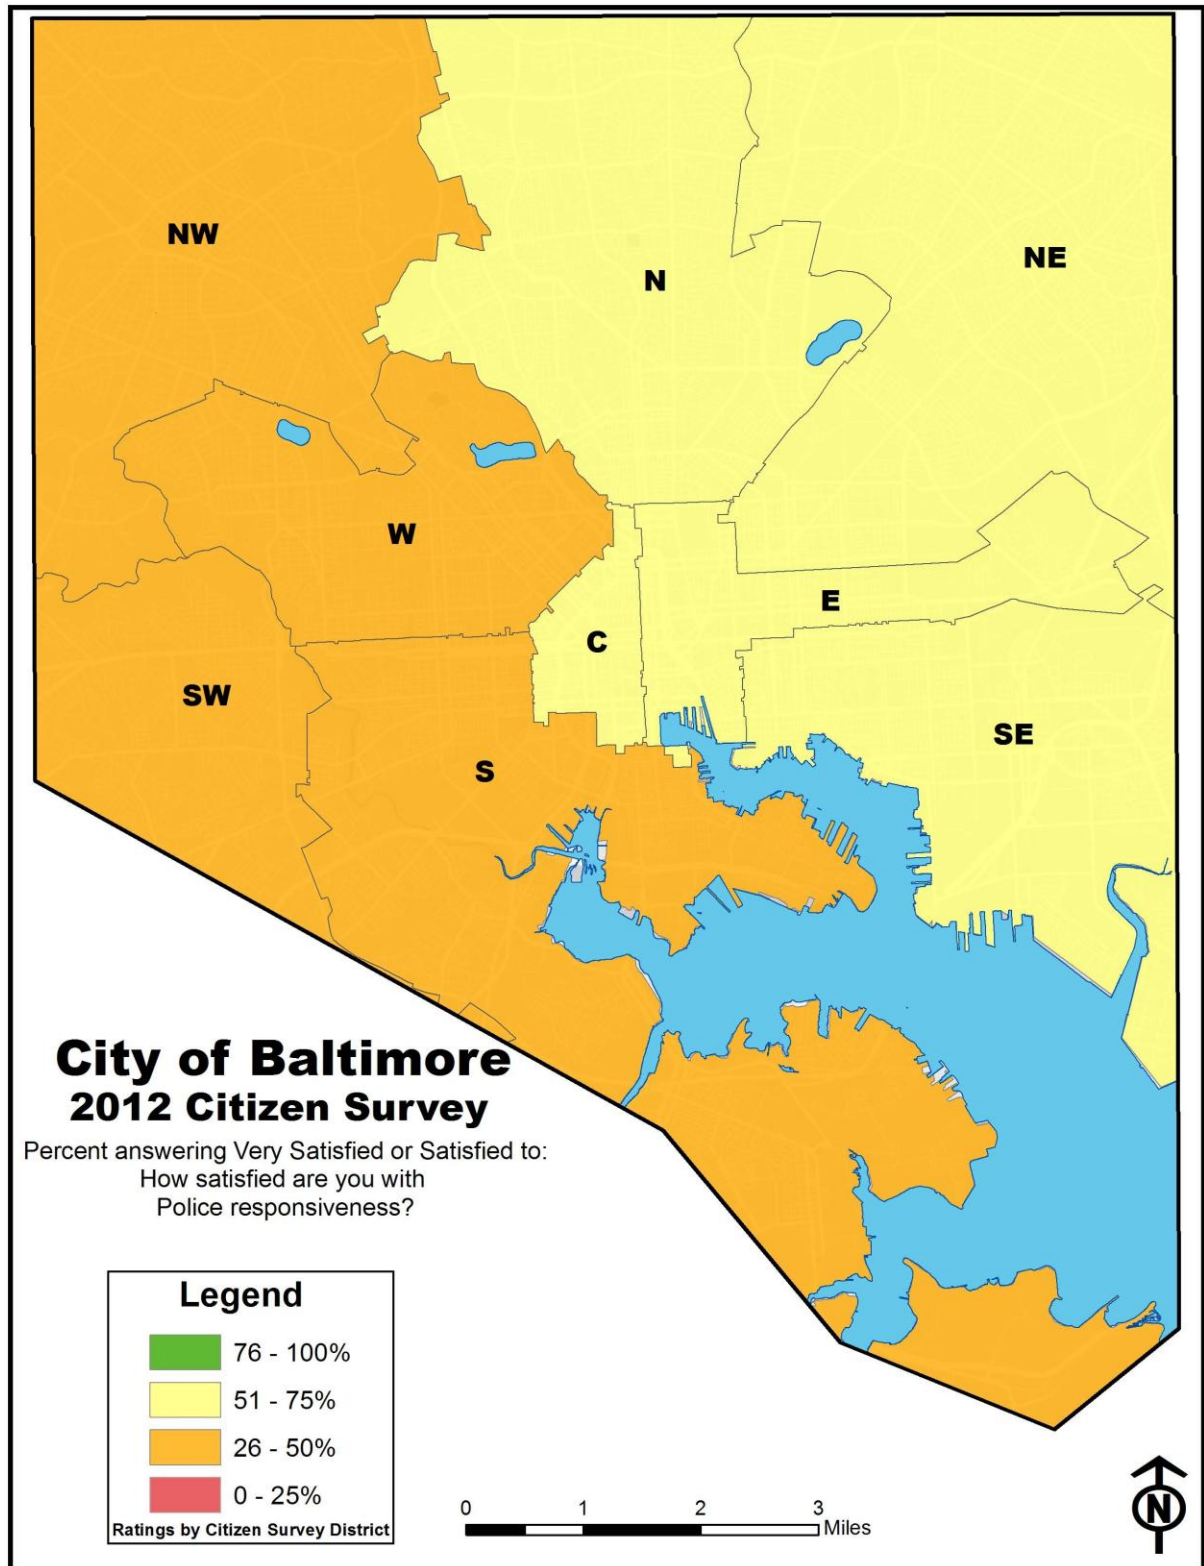 NW
N
NE
W
E
C
SW
SE
S
City of Baltimore
2012 Citizen Survey
Percent answering Very Satisfied or Satisfied to:
How satisfied are you with
Police responsiveness?
Legend
76 - 100%
51 - 75%
26 - 50%
0 - 25%
Ratings by Citizen Survey District
0 1 2 3
Miles
N